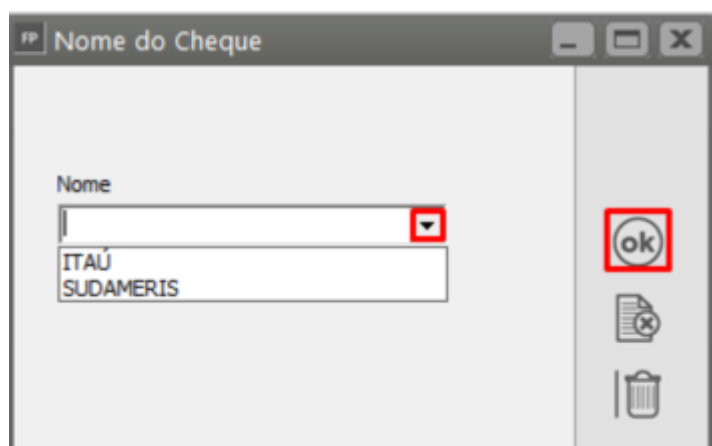 FP Nome do Cheque
Nome
ITAÚ
SUDAMERIS
ok